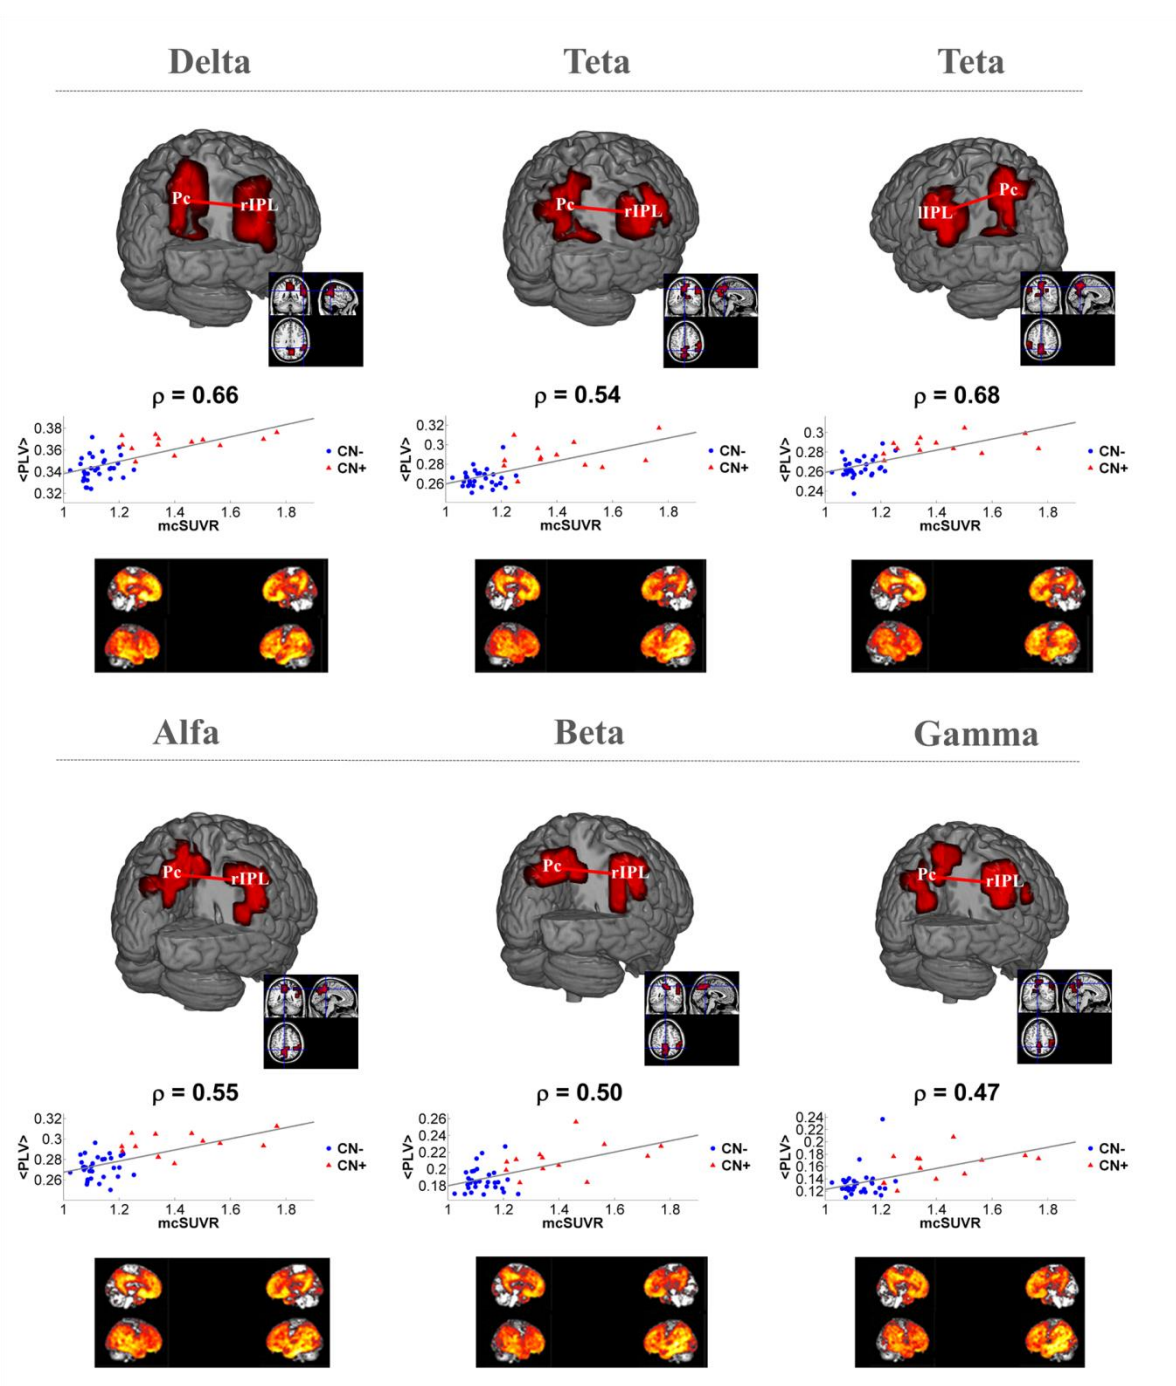 Delta Teta Teta
Pc rIPL Pc rIPL lIPL Pc
ρ = 0.66 ρ = 0.54 ρ = 0.68
<PLV> 0.38 0.36 0.34 0.32
1 1.2 1.4 1.6 1.8
mcSUVR
CN-
CN+
<PLV> 0.32 0.3 0.28 0.26
1 1.2 1.4 1.6 1.8
mcSUVR
CN-
CN+
<PLV> 0.3 0.28 0.26 0.24
1 1.2 1.4 1.6 1.8
mcSUVR
CN-
CN+
Alfa Beta Gamma
Pc rIPL Pc rIPL Pc rIPL
ρ = 0.55 ρ = 0.50 ρ = 0.47
<PLV> 0.32 0.3 0.28 0.26
1 1.2 1.4 1.6 1.8
mcSUVR
CN-
CN+
<PLV> 0.26 0.24 0.22 0.2 0.18
1 1.2 1.4 1.6 1.8
mcSUVR
CN-
CN+
<PLV> 0.24 0.22 0.2 0.18 0.16 0.14 0.12
1 1.2 1.4 1.6 1.8
mcSUVR
CN-
CN+